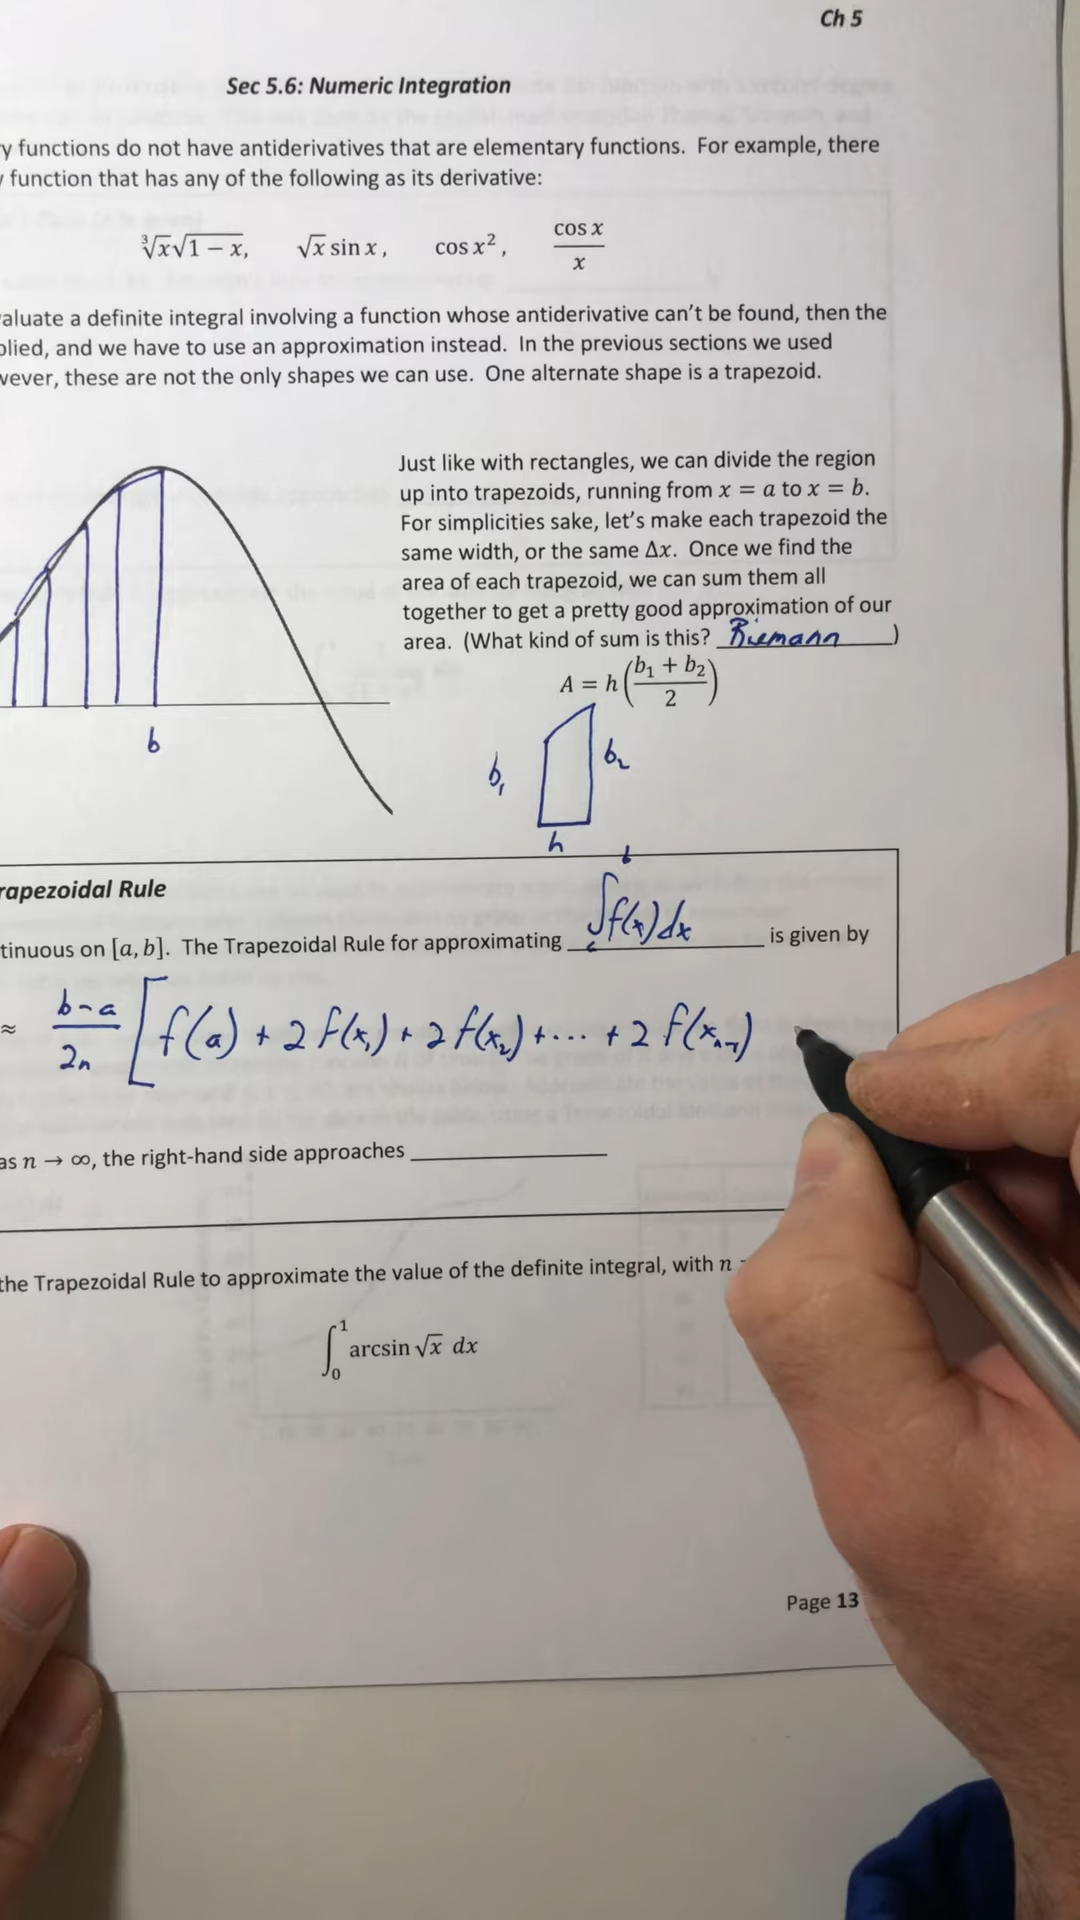 Ch 5
Sec 5.6: Numeric Integration
y functions do not have antiderivatives that are elementary functions. For example, there
function that has any of the following as its derivative:
∛x√1 − x, √x sin x, cos x², cos x / x
aluate a definite integral involving a function whose antiderivative can't be found, then the
plied, and we have to use an approximation instead. In the previous sections we used
wever, these are not the only shapes we can use. One alternate shape is a trapezoid.
Just like with rectangles, we can divide the region
up into trapezoids, running from x = a to x = b.
For simplicities sake, let's make each trapezoid the
same width, or the same Δx. Once we find the
area of each trapezoid, we can sum them all
together to get a pretty good approximation of our
area. (What kind of sum is this? Riemann)
A = h((b₁ + b₂)/2)
b
b₁ b₂
h
rapezoidal Rule
tinuous on [a, b]. The Trapezoidal Rule for approximating ∫f(x)dx is given by
≈ b-a/2n [f(a) + 2f(x₁) + 2f(x₂) + ... + 2f(xₙ₋₁)
as n → ∞, the right-hand side approaches
the Trapezoidal Rule to approximate the value of the definite integral, with n
∫₀¹ arcsin √x dx
Page 13